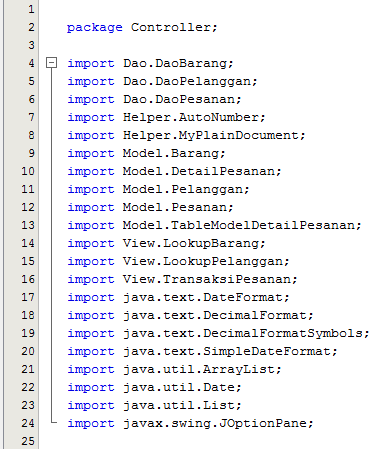 1
2 package Controller;
3
4 import Dao.DaoBarang;
5 import Dao.DaoPelanggan;
6 import Dao.DaoPesanan;
7 import Helper.AutoNumber;
8 import Helper.MyPlainDocument;
9 import Model.Barang;
10 import Model.DetailPesanan;
11 import Model.Pelanggan;
12 import Model.Pesanan;
13 import Model.TableModelDetailPesanan;
14 import View.LookupBarang;
15 import View.LookupPelanggan;
16 import View.TransaksiPesanan;
17 import java.text.DateFormat;
18 import java.text.DecimalFormat;
19 import java.text.DecimalFormatSymbols;
20 import java.text.SimpleDateFormat;
21 import java.util.ArrayList;
22 import java.util.Date;
23 import java.util.List;
24 import javax.swing.JOptionPane;
25